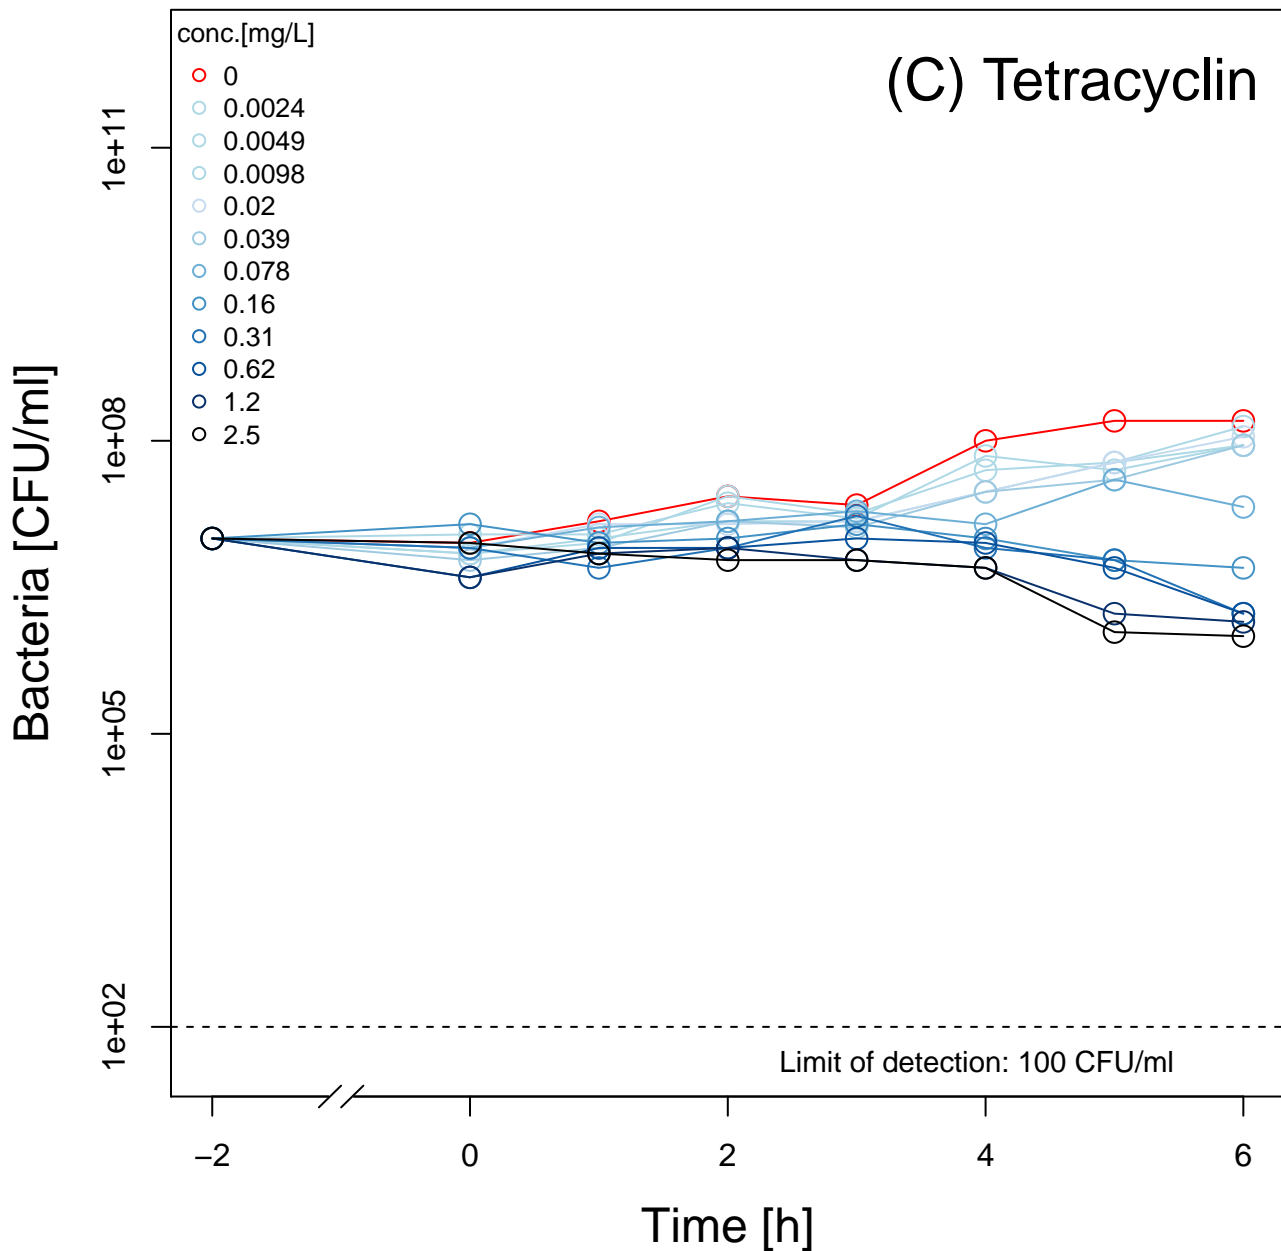 conc.[mg/L]
0
0.0024
0.0049
0.0098
0.02
0.039
0.078
0.16
0.31
0.62
1.2
2.5
(C) Tetracyclin
Bacteria [CFU/ml]
1e+11
1e+08
1e+05
1e+02
Limit of detection: 100 CFU/ml
−2 0 2 4 6
Time [h]